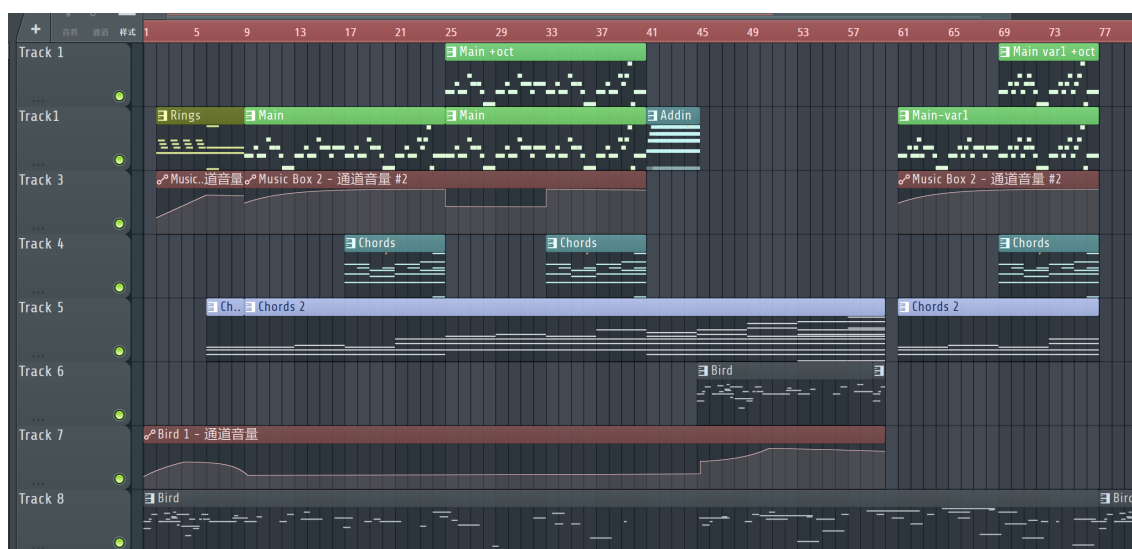 + 音符 通道 样式 1 5 9 13 17 21 25 29 33 37 41 45 49 53 57 61 65 69 73 77
Track 1 Main +oct Main var1 +oct
Track1 Rings Main Main Addin Main-var1
Track 3 Music..道音量 Music Box 2 - 通道音量 #2 Music Box 2 - 通道音量 #2
Track 4 Chords Chords Chords
Track 5 Ch.. Chords 2 Chords 2
Track 6 Bird
Track 7 Bird 1 - 通道音量
Track 8 Bird Bird